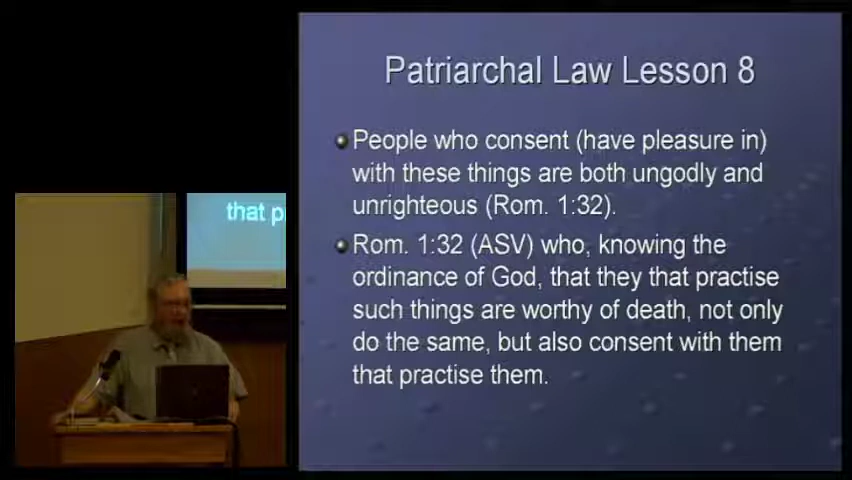 Patriarchal Law Lesson 8
People who consent (have pleasure in)
with these things are both ungodly and
unrighteous (Rom. 1:32).
Rom. 1:32 (ASV) who, knowing the
ordinance of God, that they that practise
such things are worthy of death, not only
do the same, but also consent with them
that practise them.
that p